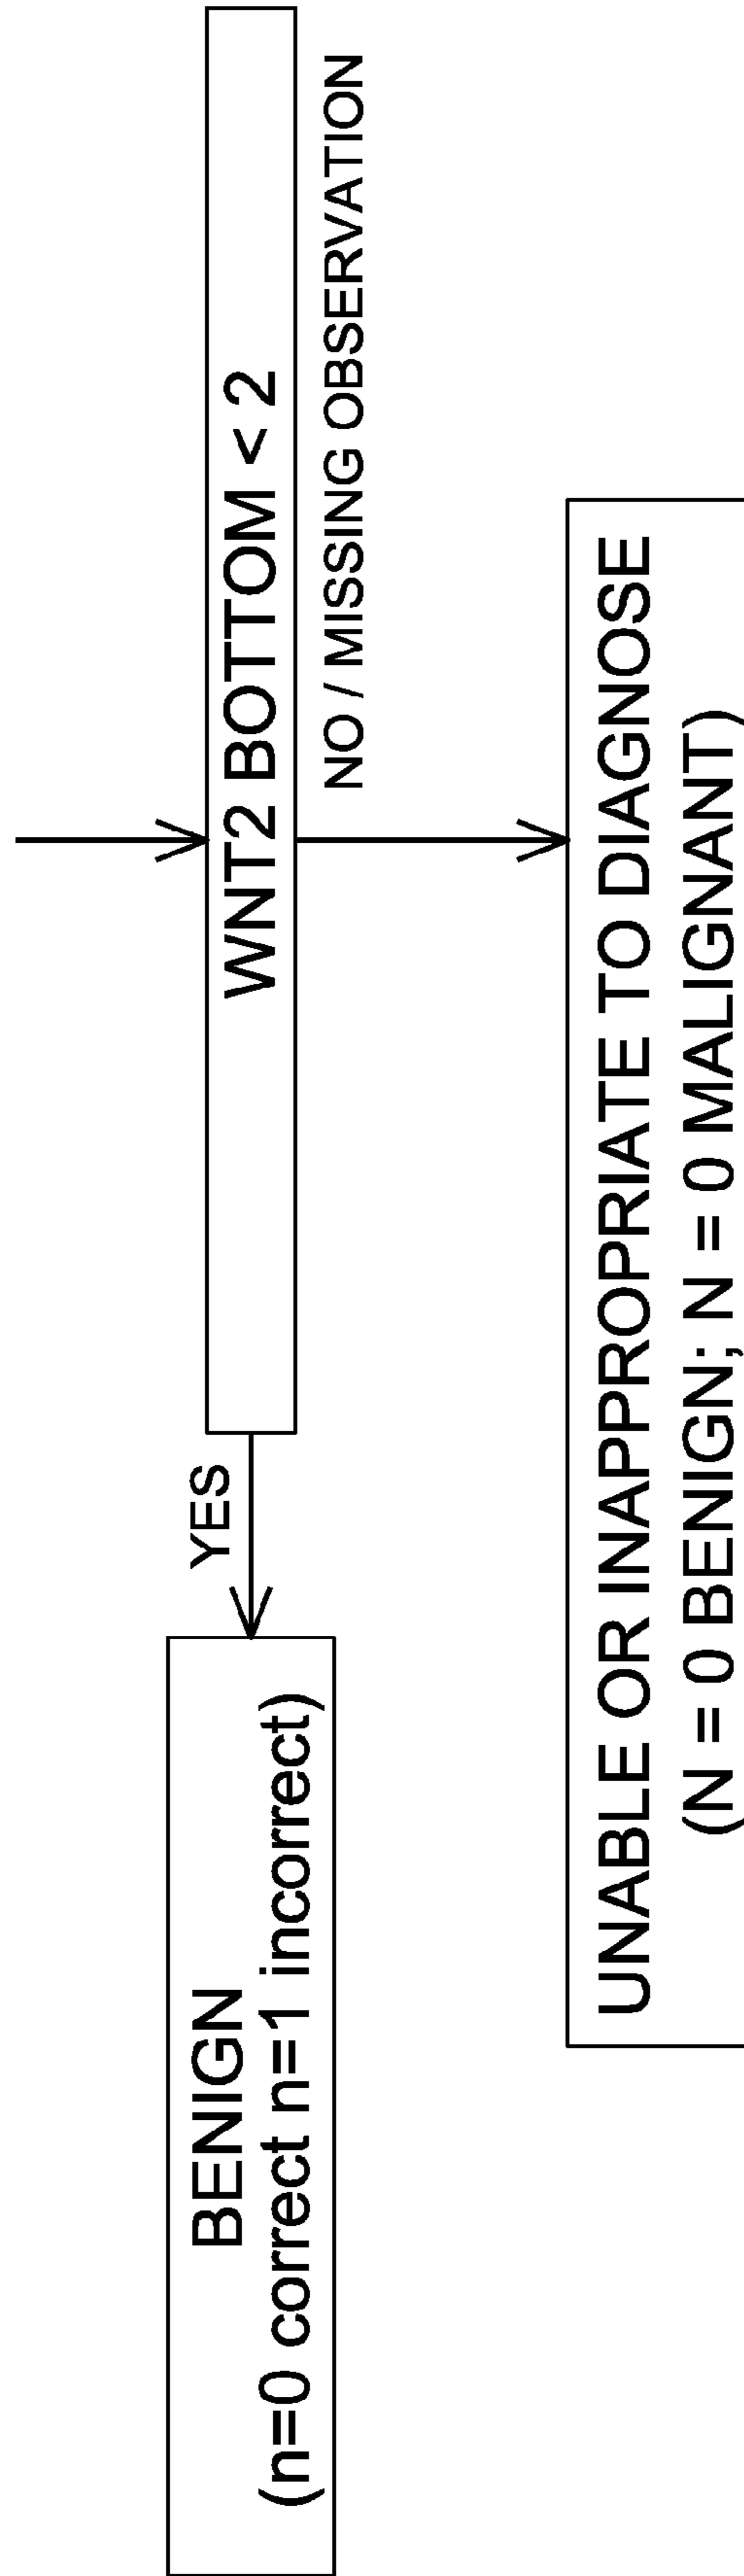 WNT2 BOTTOM < 2
YES
NO / MISSING OBSERVATION
BENIGN
(n=0 correct n=1 incorrect)
UNABLE OR INAPPROPRIATE TO DIAGNOSE
(N = 0 BENIGN; N = 0 MALIGNANT)